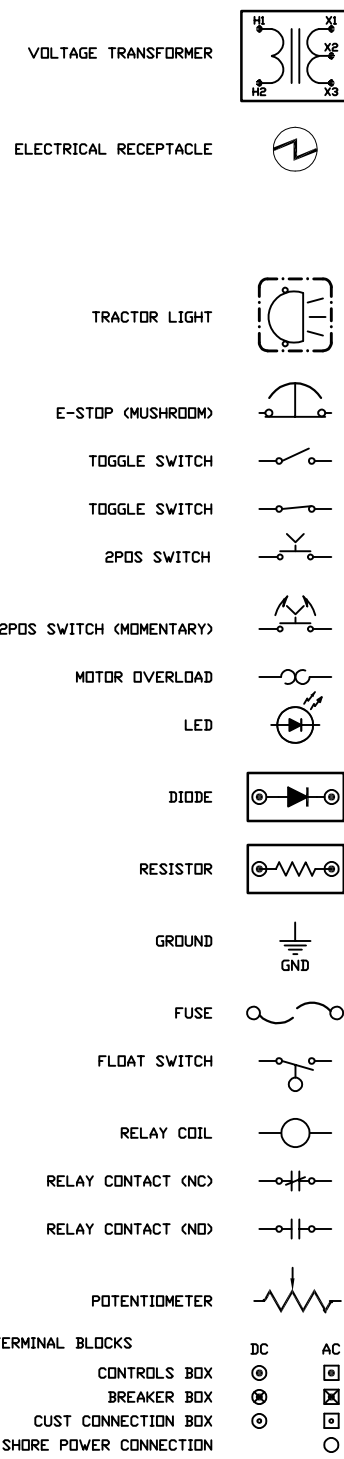 H1 X1
VOLTAGE TRANSFORMER X2
H2 X3
ELECTRICAL RECEPTACLE
TRACTOR LIGHT
E-STOP (MUSHROOM)
TOGGLE SWITCH
TOGGLE SWITCH
2POS SWITCH
2POS SWITCH (MOMENTARY)
MOTOR OVERLOAD
LED
DIODE
RESISTOR
GROUND
GND
FUSE
FLOAT SWITCH
RELAY COIL
RELAY CONTACT (NC)
RELAY CONTACT (NO)
POTENTIOMETER
TERMINAL BLOCKS DC AC
CONTROLS BOX
BREAKER BOX
CUST CONNECTION BOX
SHORE POWER CONNECTION